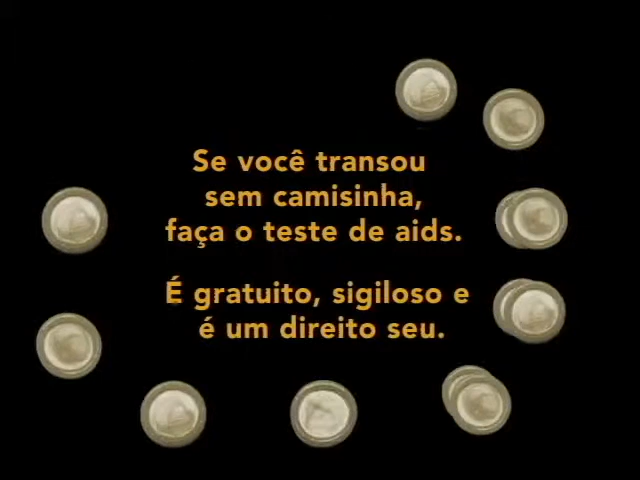 Se você transou
sem camisinha,
faça o teste de aids.
É gratuito, sigiloso e
é um direito seu.